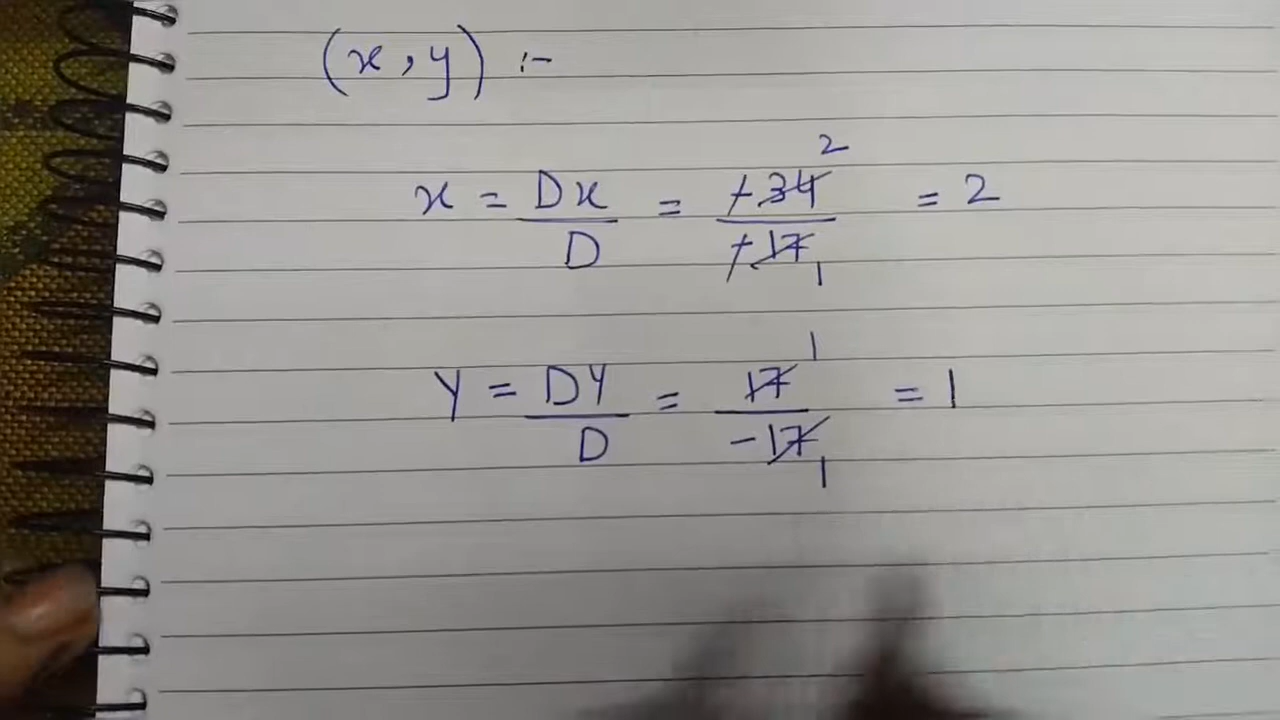 (x, y) :-
x = Dx/D = -34/-17 = 2
2
1
y = Dy/D = 17/-17 = 1
1
1